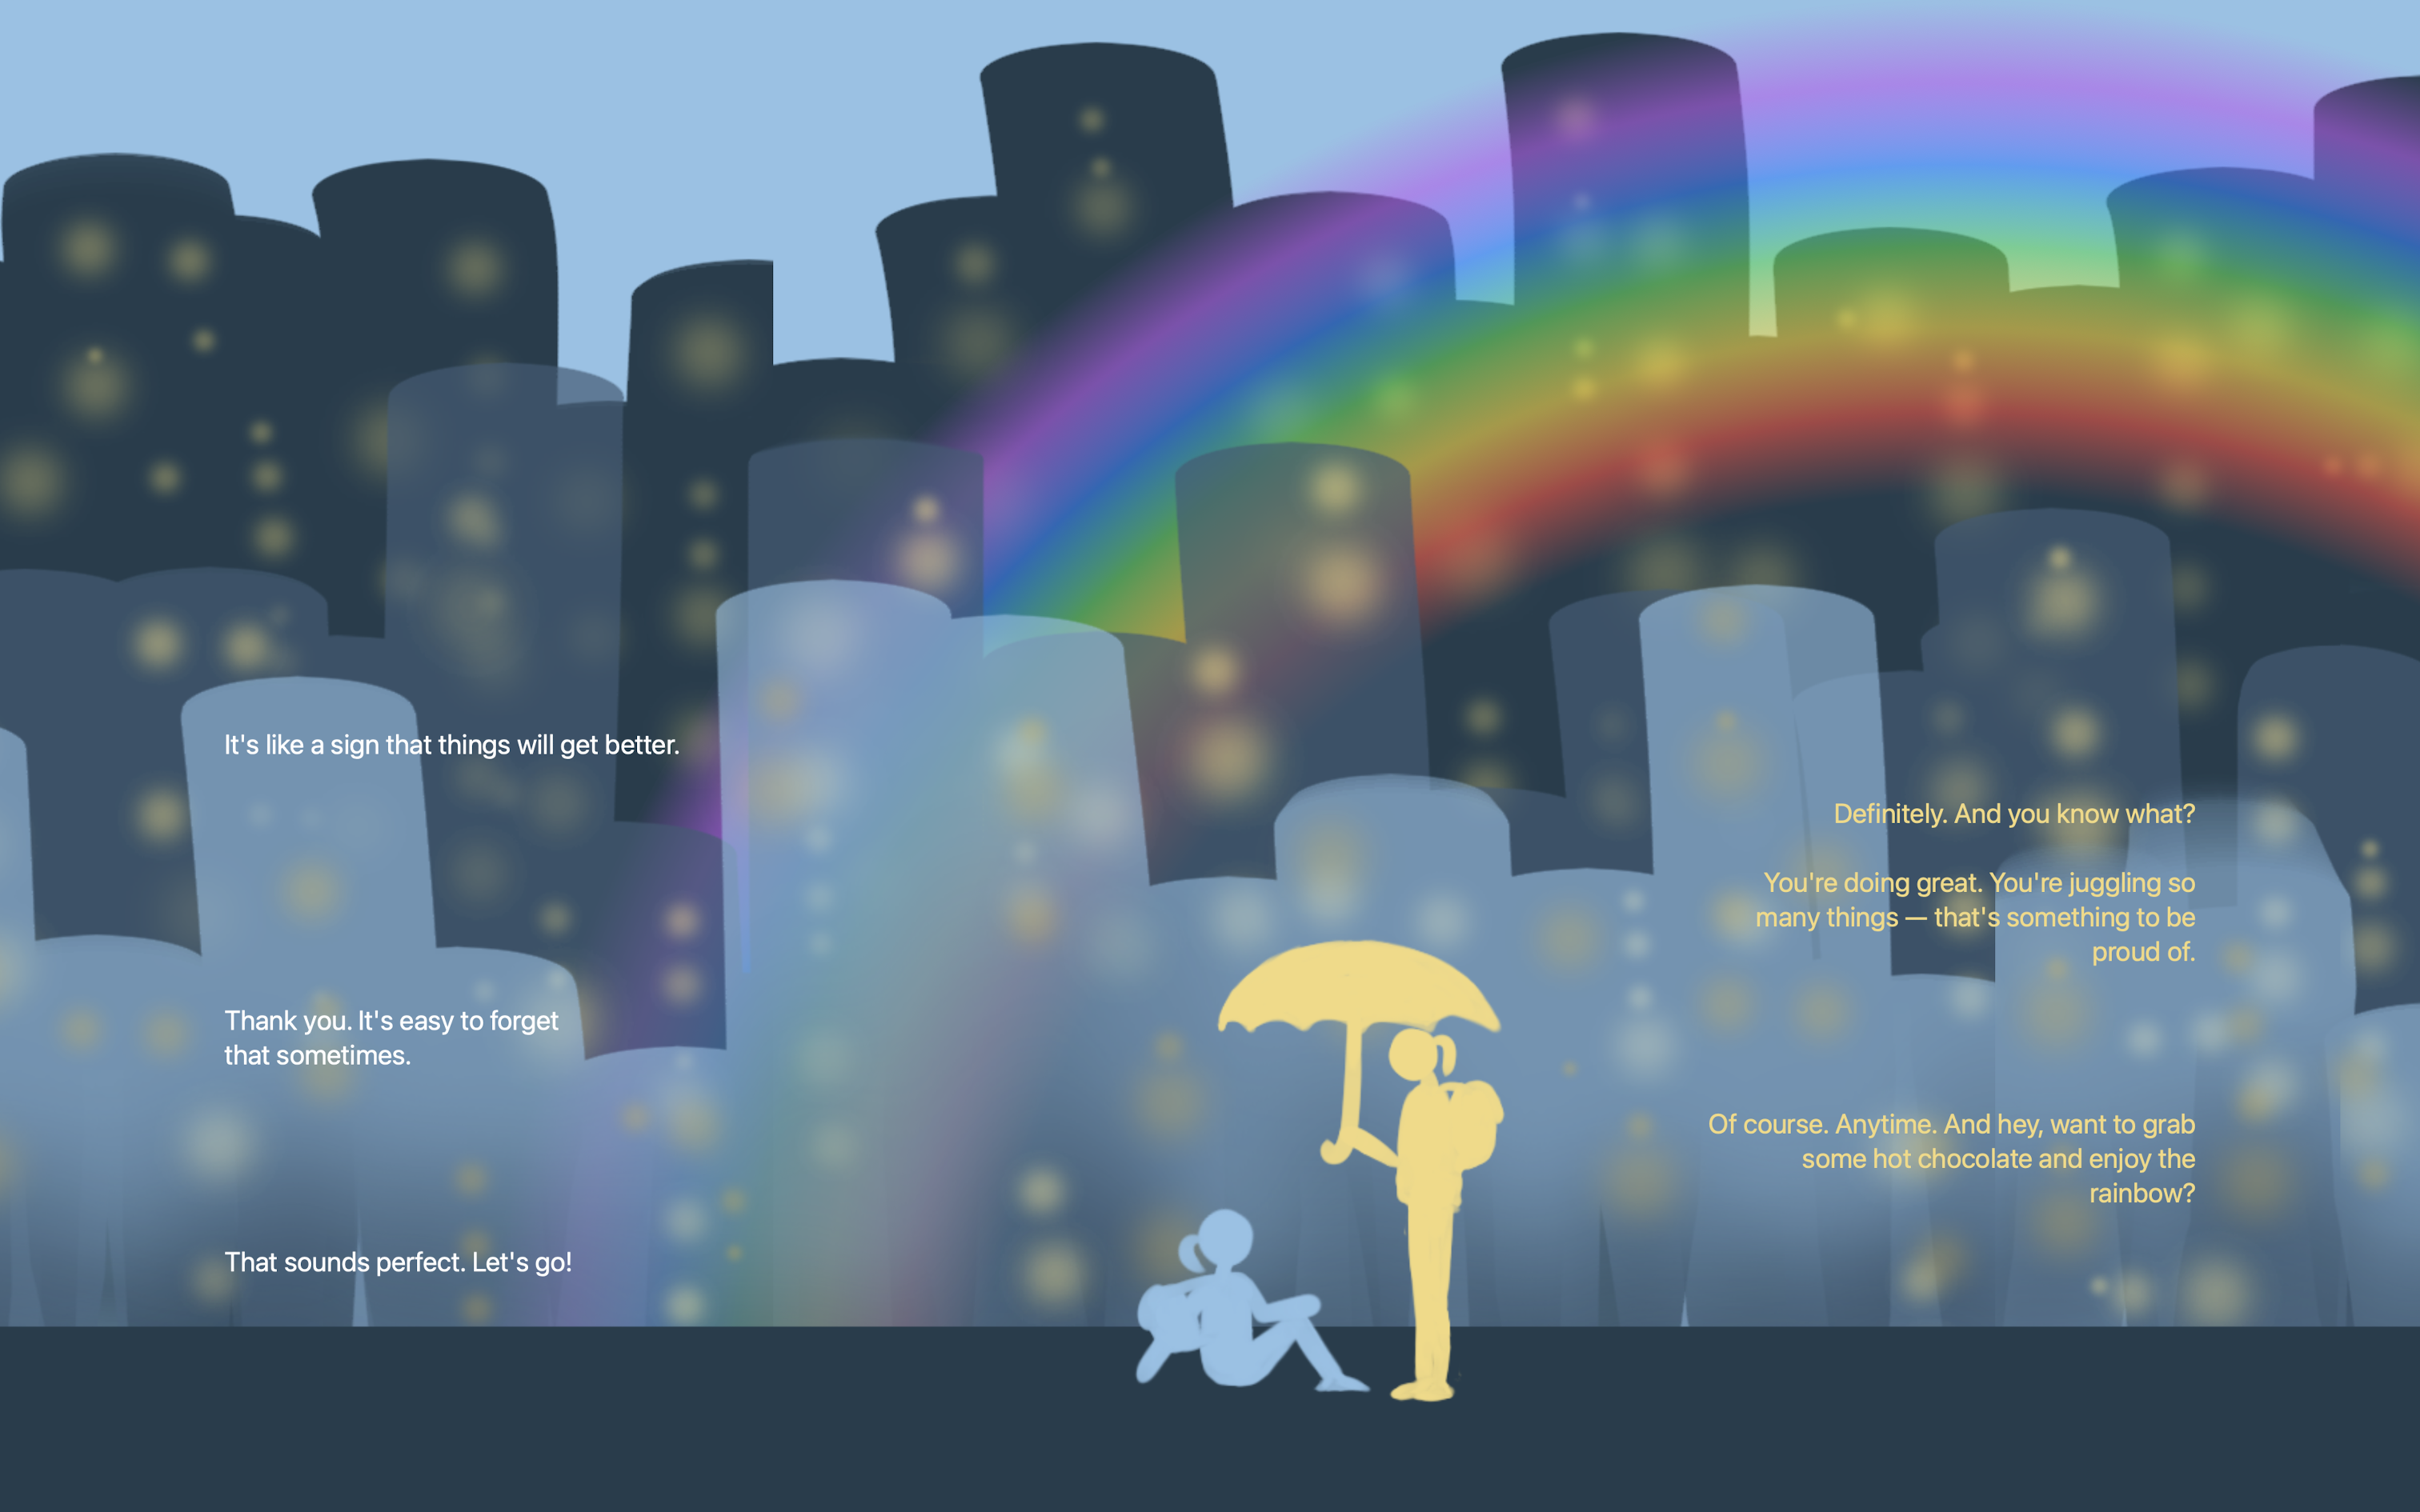 It's like a sign that things will get better.
Definitely. And you know what?
You're doing great. You're juggling so
many things — that's something to be
proud of.
Thank you. It's easy to forget
that sometimes.
Of course. Anytime. And hey, want to grab
some hot chocolate and enjoy the
rainbow?
That sounds perfect. Let's go!